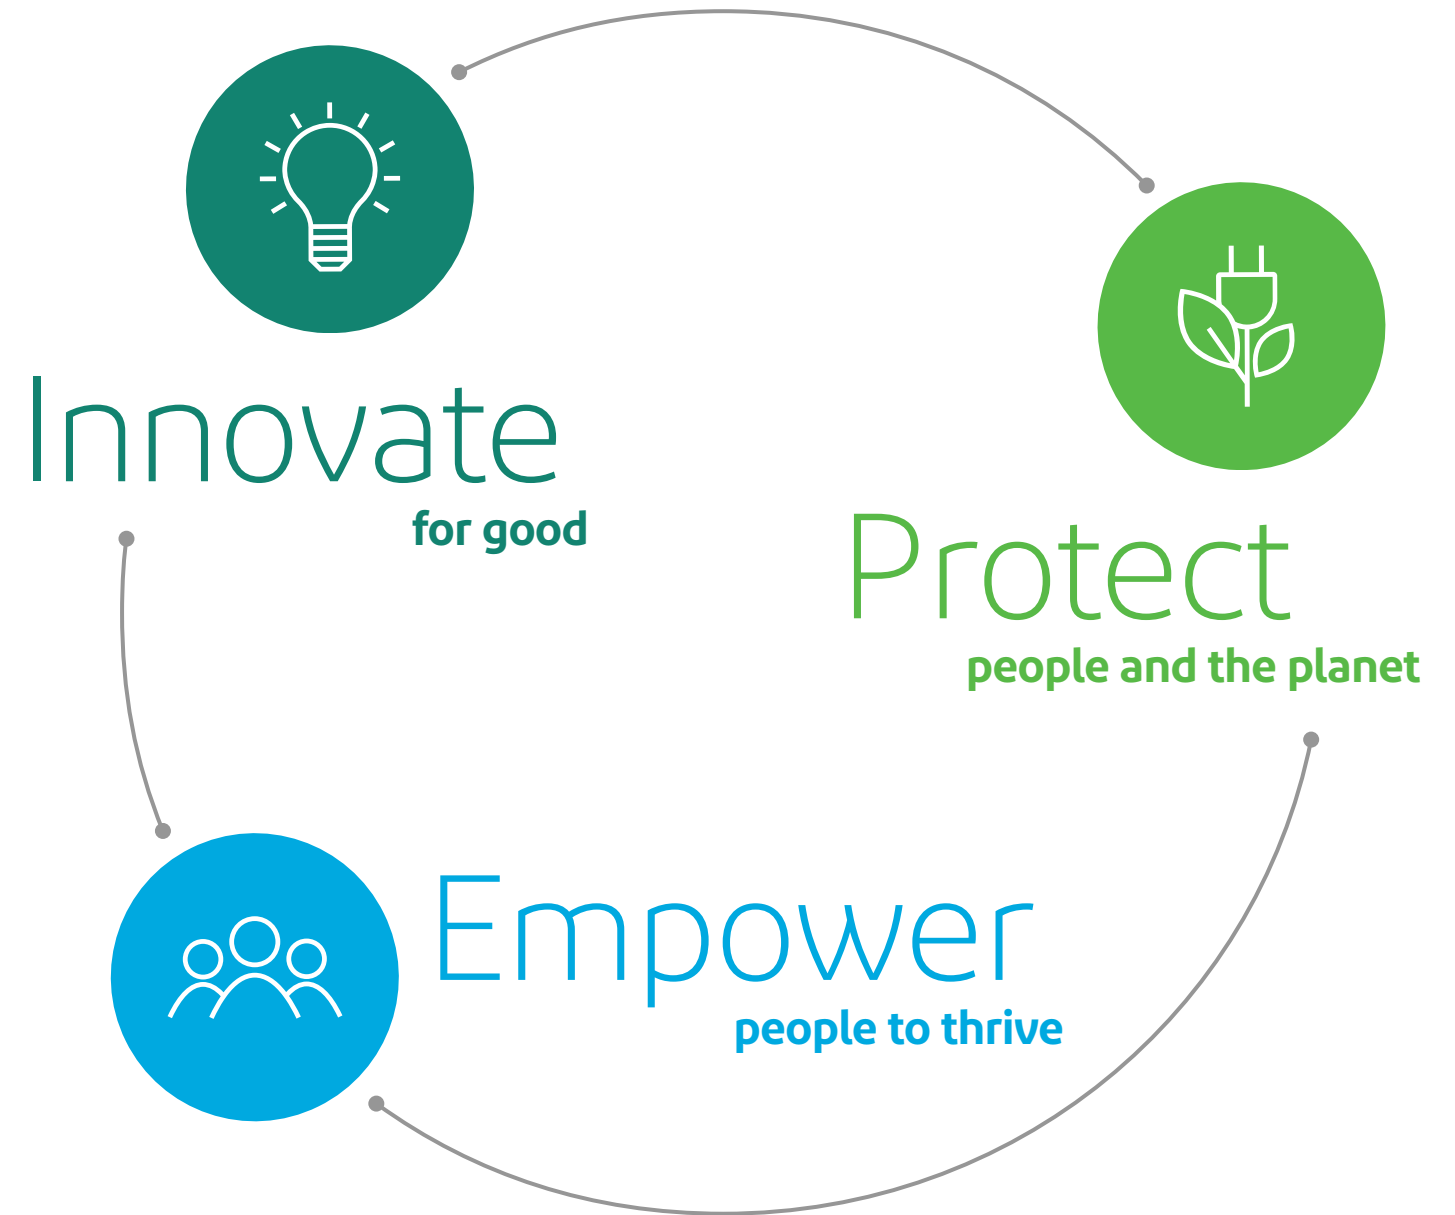 Innovate
for good
Protect
people and the planet
Empower
people to thrive